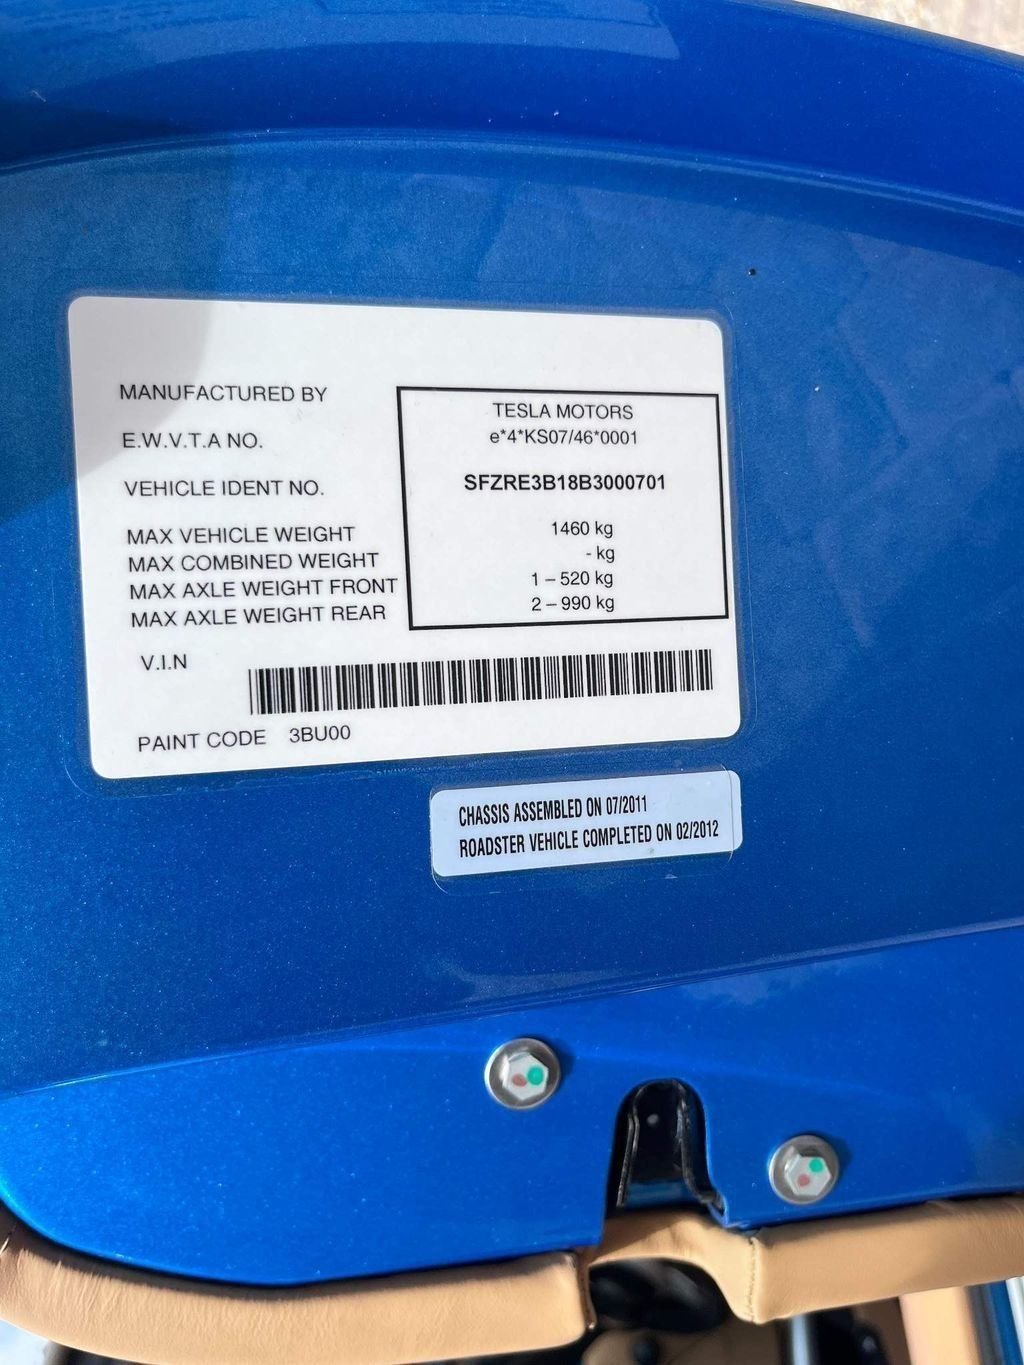 MANUFACTURED BY TESLA MOTORS
E.W.V.T.A NO. e*4*KS07/46*0001
VEHICLE IDENT NO. SFZRE3B18B3000701
MAX VEHICLE WEIGHT 1460 kg
MAX COMBINED WEIGHT - kg
MAX AXLE WEIGHT FRONT 1 – 520 kg
MAX AXLE WEIGHT REAR 2 – 990 kg
V.I.N
PAINT CODE 3BU00
CHASSIS ASSEMBLED ON 07/2011
ROADSTER VEHICLE COMPLETED ON 02/2012